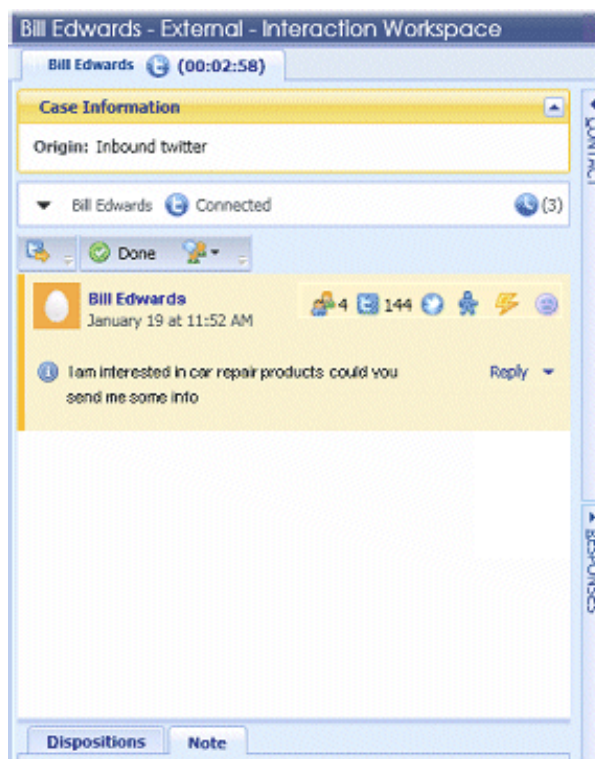 Bill Edwards - External - Interaction Workspace
Bill Edwards (00:02:58)
Case Information
Origin: Inbound twitter
Bill Edwards Connected (3)
Done
Bill Edwards 4 144
January 19 at 11:52 AM
I am interested in car repair products could you Reply
send me some info
Dispositions Note
CONTACT
RESPONSES